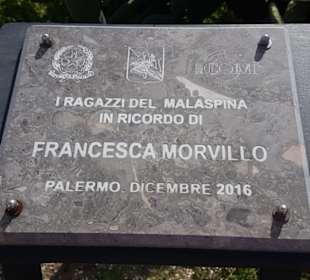 I RAGAZZI DEL MALASPINA
IN RICORDO DI
FRANCESCA MORVILLO
PALERMO, DICEMBRE 2016